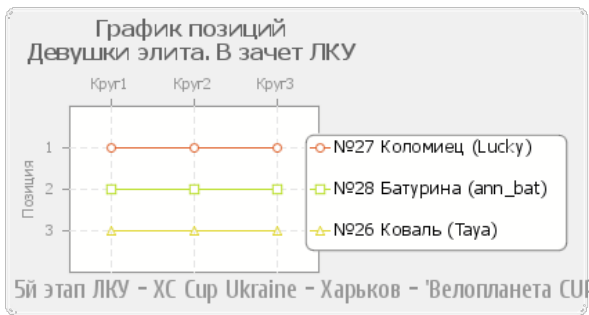 График позиций
Девушки элита. В зачет ЛКУ
Круг1 Круг2 Круг3
Позиция
1
2
3
№27 Коломиец (Lucky)
№28 Батурина (ann_bat)
№26 Коваль (Taya)
5й этап ЛКУ - XC Cup Ukraine - Харьков - 'Велопланета CUP